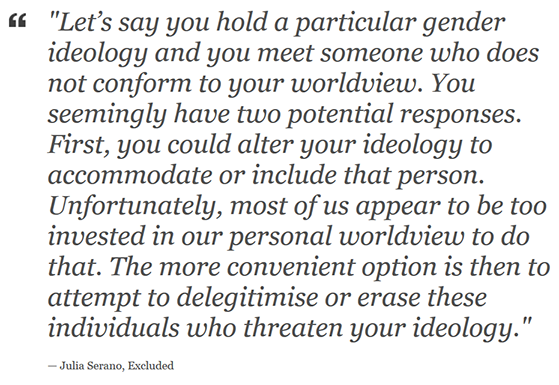 “
"Let’s say you hold a particular gender
ideology and you meet someone who does
not conform to your worldview. You
seemingly have two potential responses.
First, you could alter your ideology to
accommodate or include that person.
Unfortunately, most of us appear to be too
invested in our personal worldview to do
that. The more convenient option is then to
attempt to delegitimise or erase these
individuals who threaten your ideology."
— Julia Serano, Excluded